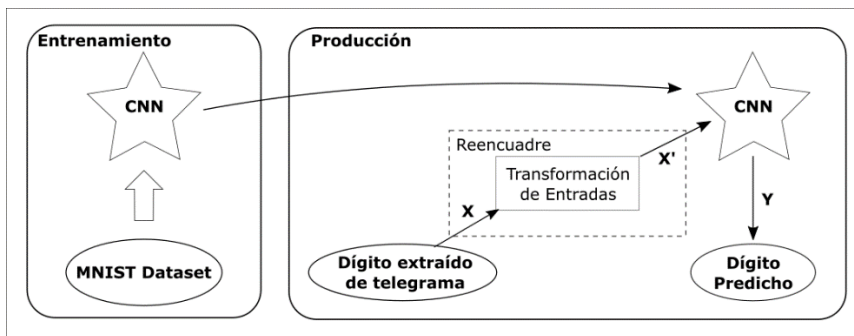 Entrenamiento
CNN
MNIST Dataset
Producción
CNN
Reencuadre
X'
Transformación
de Entradas
X
Y
Dígito extraído
de telegrama
Dígito
Predicho